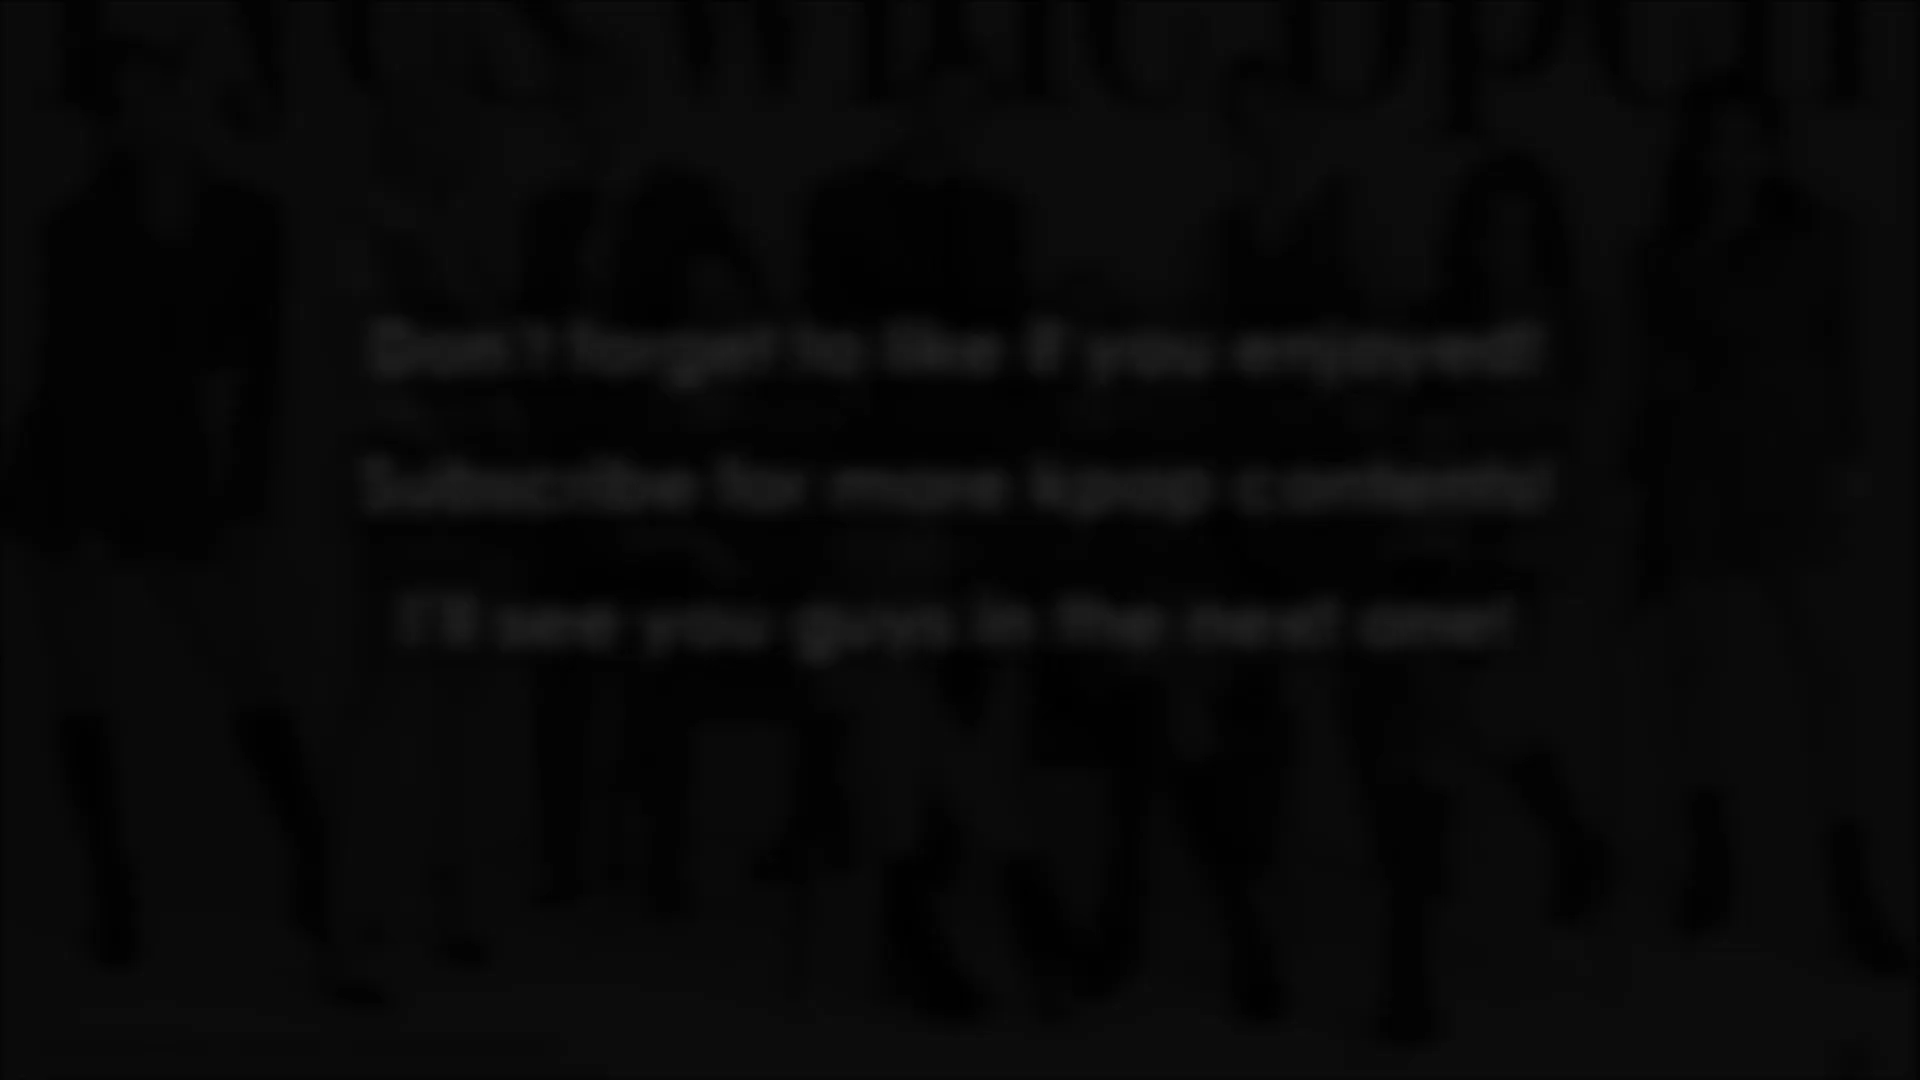 Don't forget to like if you enjoyed!
Subscribe for more kpop contents!
I'll see you guys in the next one!